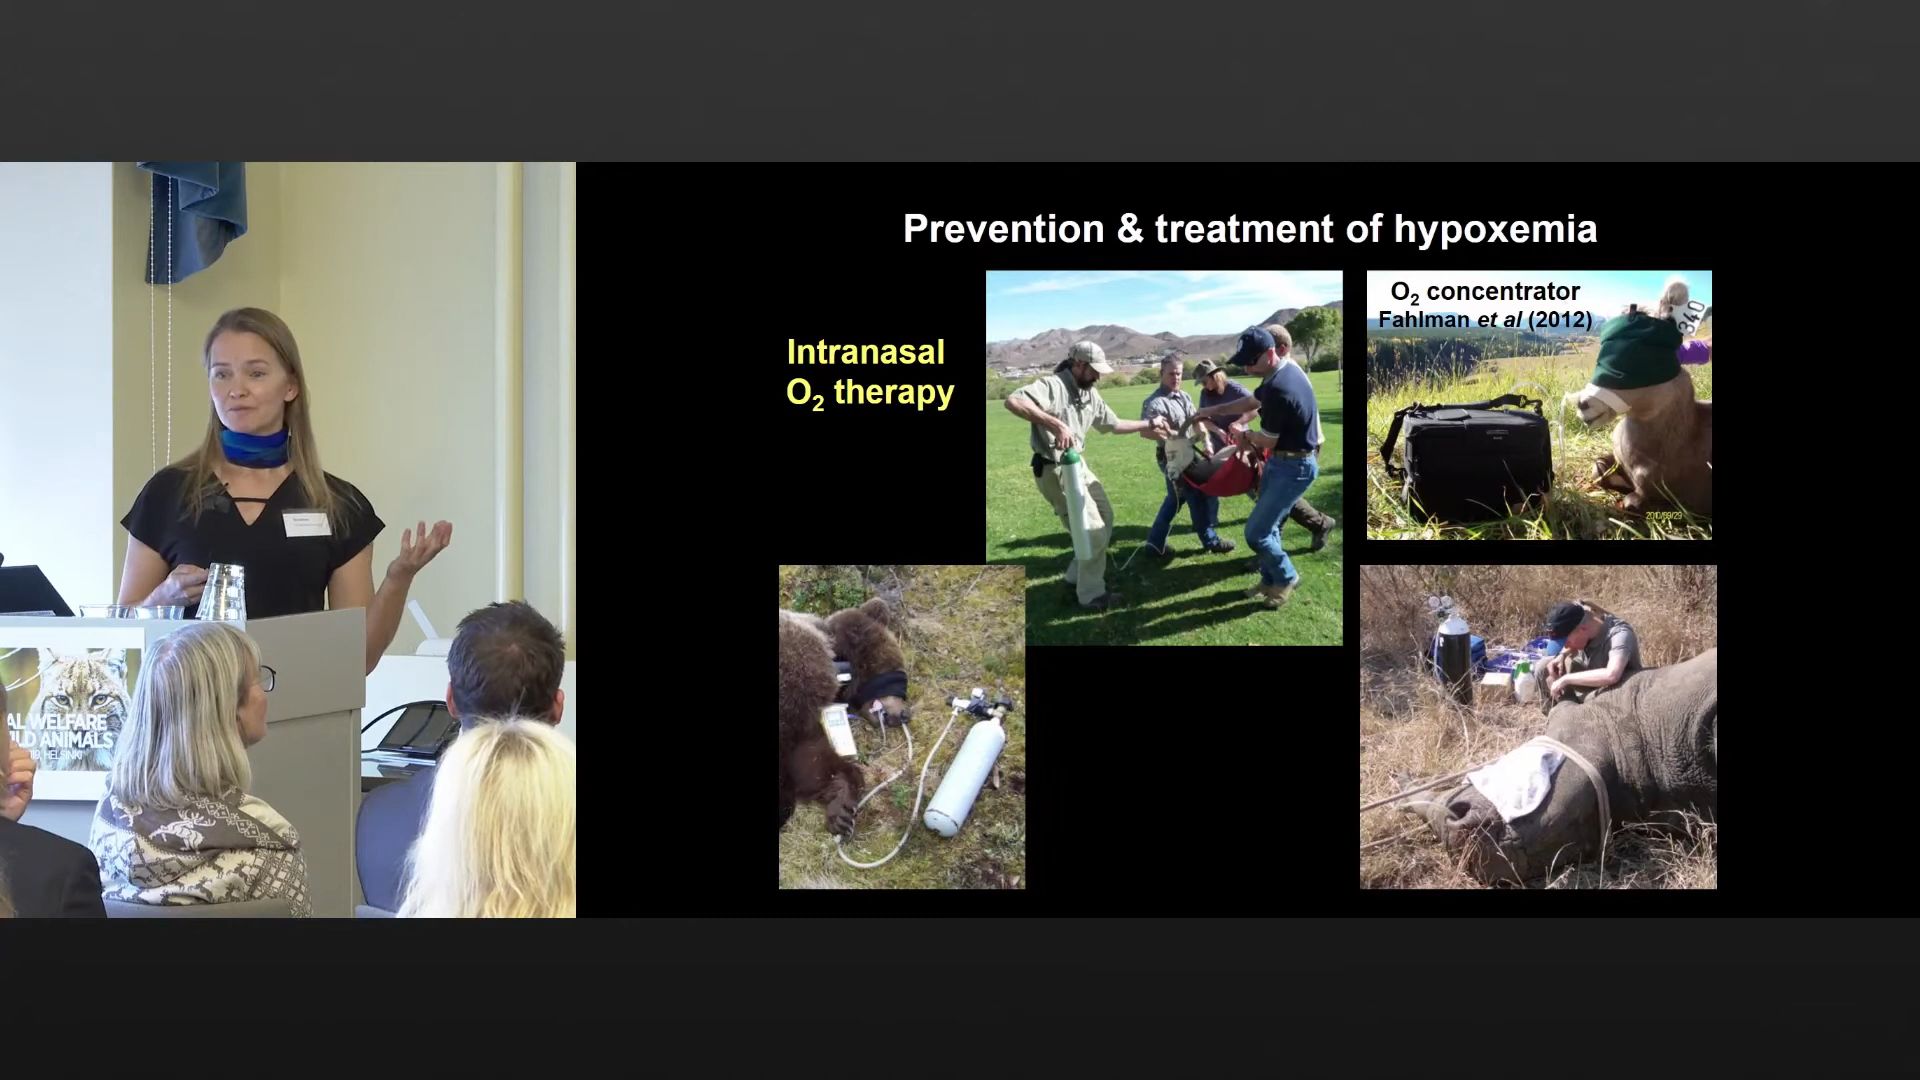 Prevention & treatment of hypoxemia
Intranasal
O₂ therapy
O₂ concentrator
Fahlman et al (2012)
340
2010/09/29
AL WELFARE
LD ANIMALS
HELSINKI